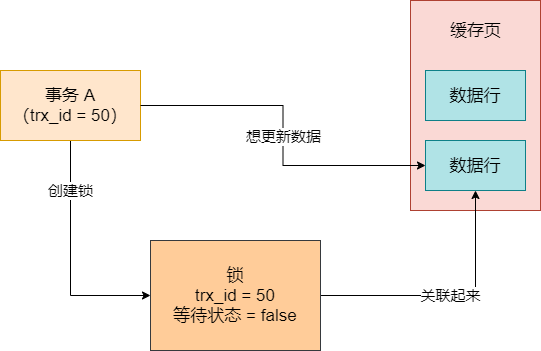 缓存页
事务 A
（trx_id = 50）
数据行
想更新数据
数据行
创建锁
锁
trx_id = 50
等待状态 = false
关联起来